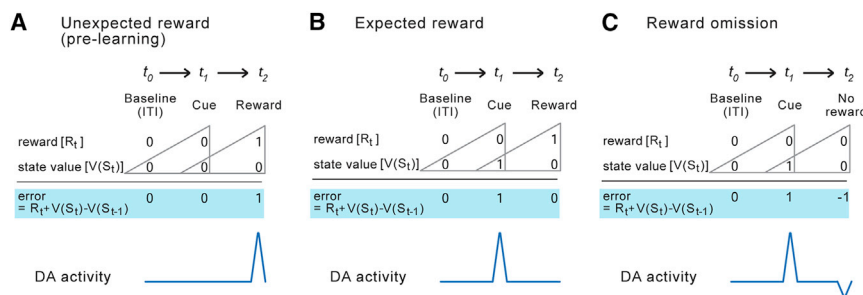 A Unexpected reward
(pre-learning)
t0 → t1 → t2
Baseline (ITI) Cue Reward
reward [Rt] 0 0 1
state value [V(St)] 0 0 0
error 0 0 1
= Rt+V(St)-V(St-1)
DA activity
B Expected reward
t0 → t1 → t2
Baseline (ITI) Cue Reward
reward [Rt] 0 0 1
state value [V(St)] 0 1 0
error 0 1 0
= Rt+V(St)-V(St-1)
DA activity
C Reward omission
t0 → t1 → t2
Baseline (ITI) Cue No reward
reward [Rt] 0 0 0
state value [V(St)] 0 1 0
error 0 1 -1
= Rt+V(St)-V(St-1)
DA activity